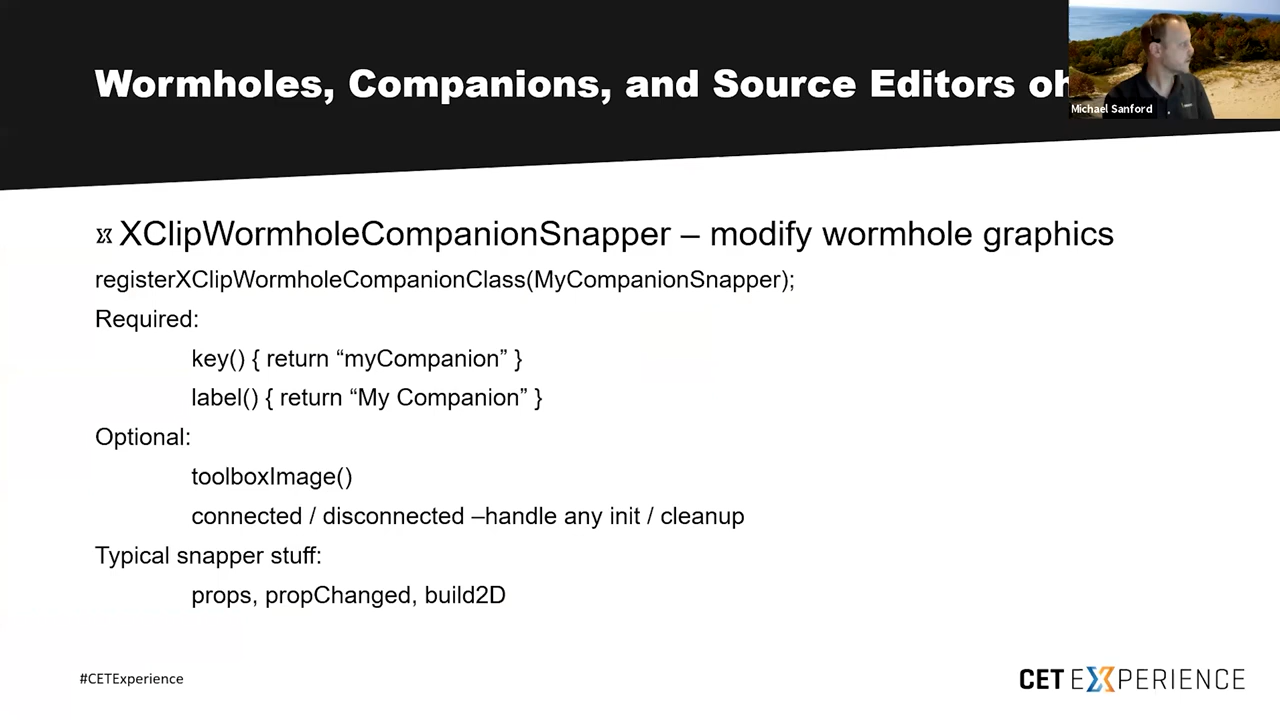 Wormholes, Companions, and Source Editors oh
Michael Sanford
XClipWormholeCompanionSnapper – modify wormhole graphics
registerXClipWormholeCompanionClass(MyCompanionSnapper);
Required:
key() { return “myCompanion” }
label() { return “My Companion” }
Optional:
toolboxImage()
connected / disconnected –handle any init / cleanup
Typical snapper stuff:
props, propChanged, build2D
#CETExperience
CET EXPERIENCE